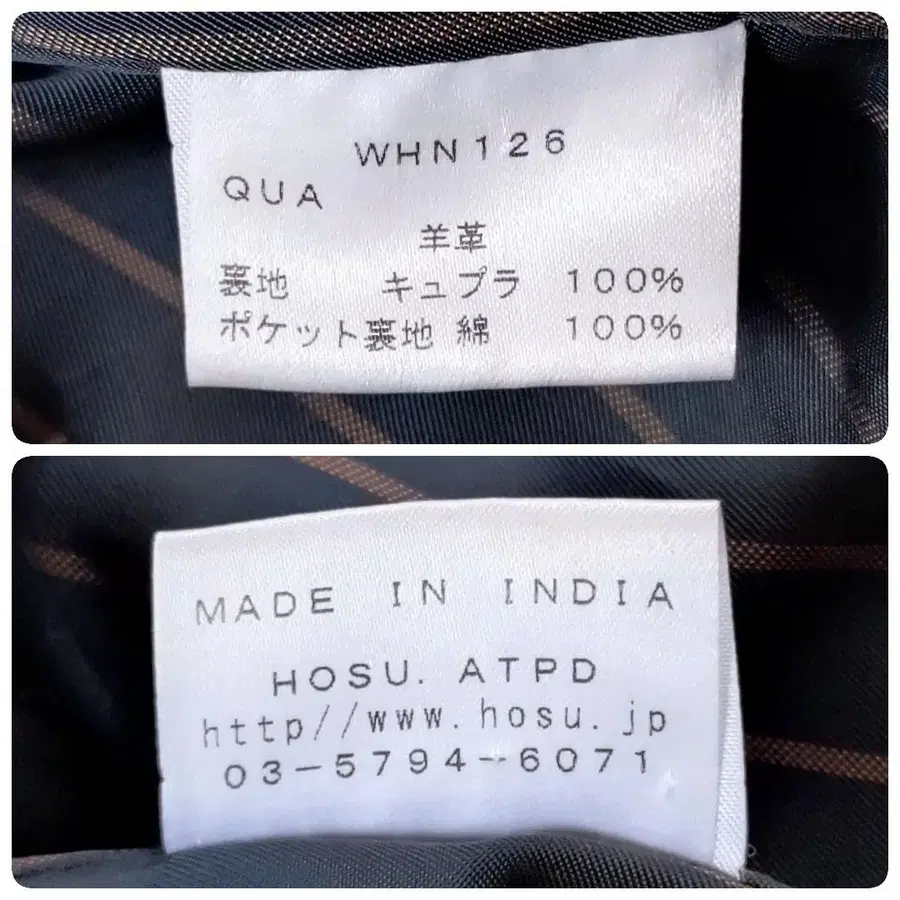 WHN126
QUA
羊革
裏地 キュプラ 100%
ポケット裏地 綿 100%
MADE IN INDIA
HOSU. ATPD
http//www.hosu.jp
03-5794-6071